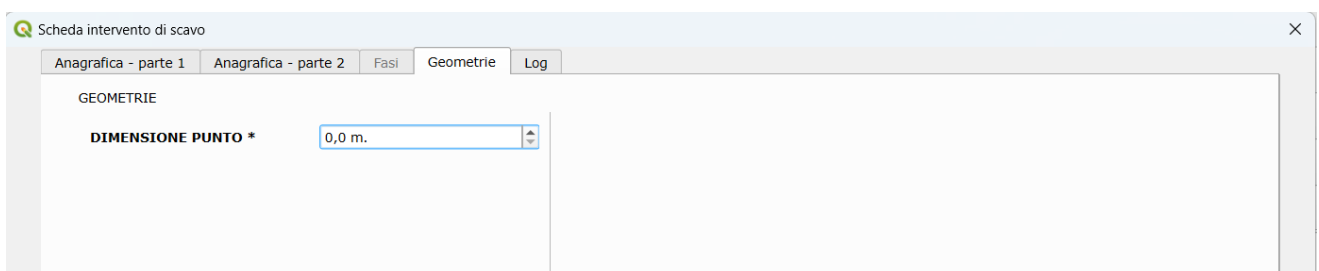 Scheda intervento di scavo
Anagrafica - parte 1 Anagrafica - parte 2 Fasi Geometrie Log
GEOMETRIE
DIMENSIONE PUNTO * 0,0 m.